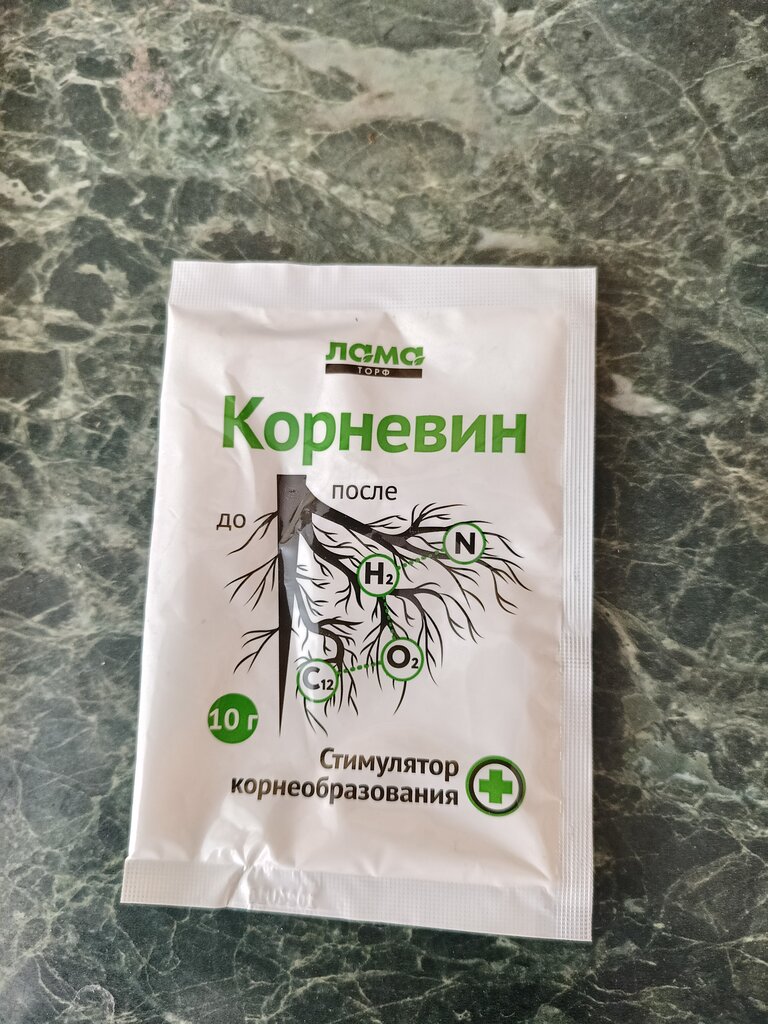 лама
ТОРФ
Корневин
после
до
N
H₂
O₂
C₁₂
10 г
Стимулятор
корнеобразования